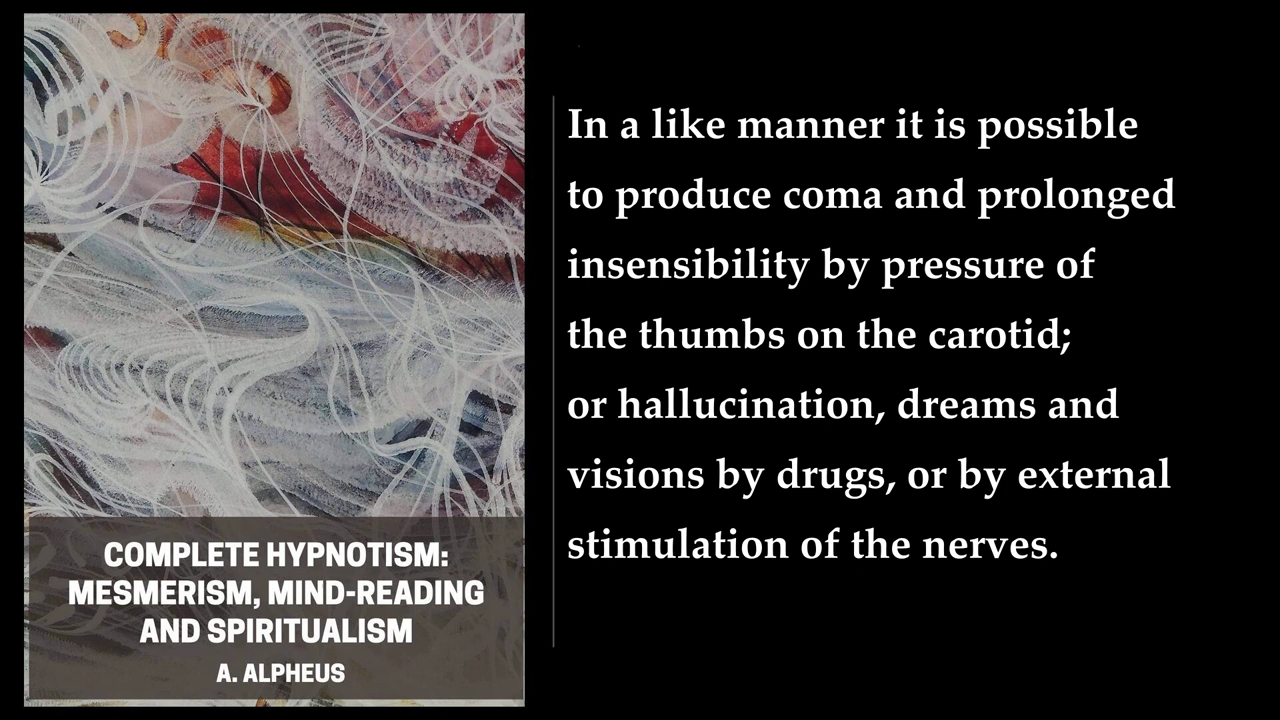 COMPLETE HYPNOTISM:
MESMERISM, MIND-READING
AND SPIRITUALISM
A. ALPHEUS
In a like manner it is possible
to produce coma and prolonged
insensibility by pressure of
the thumbs on the carotid;
or hallucination, dreams and
visions by drugs, or by external
stimulation of the nerves.